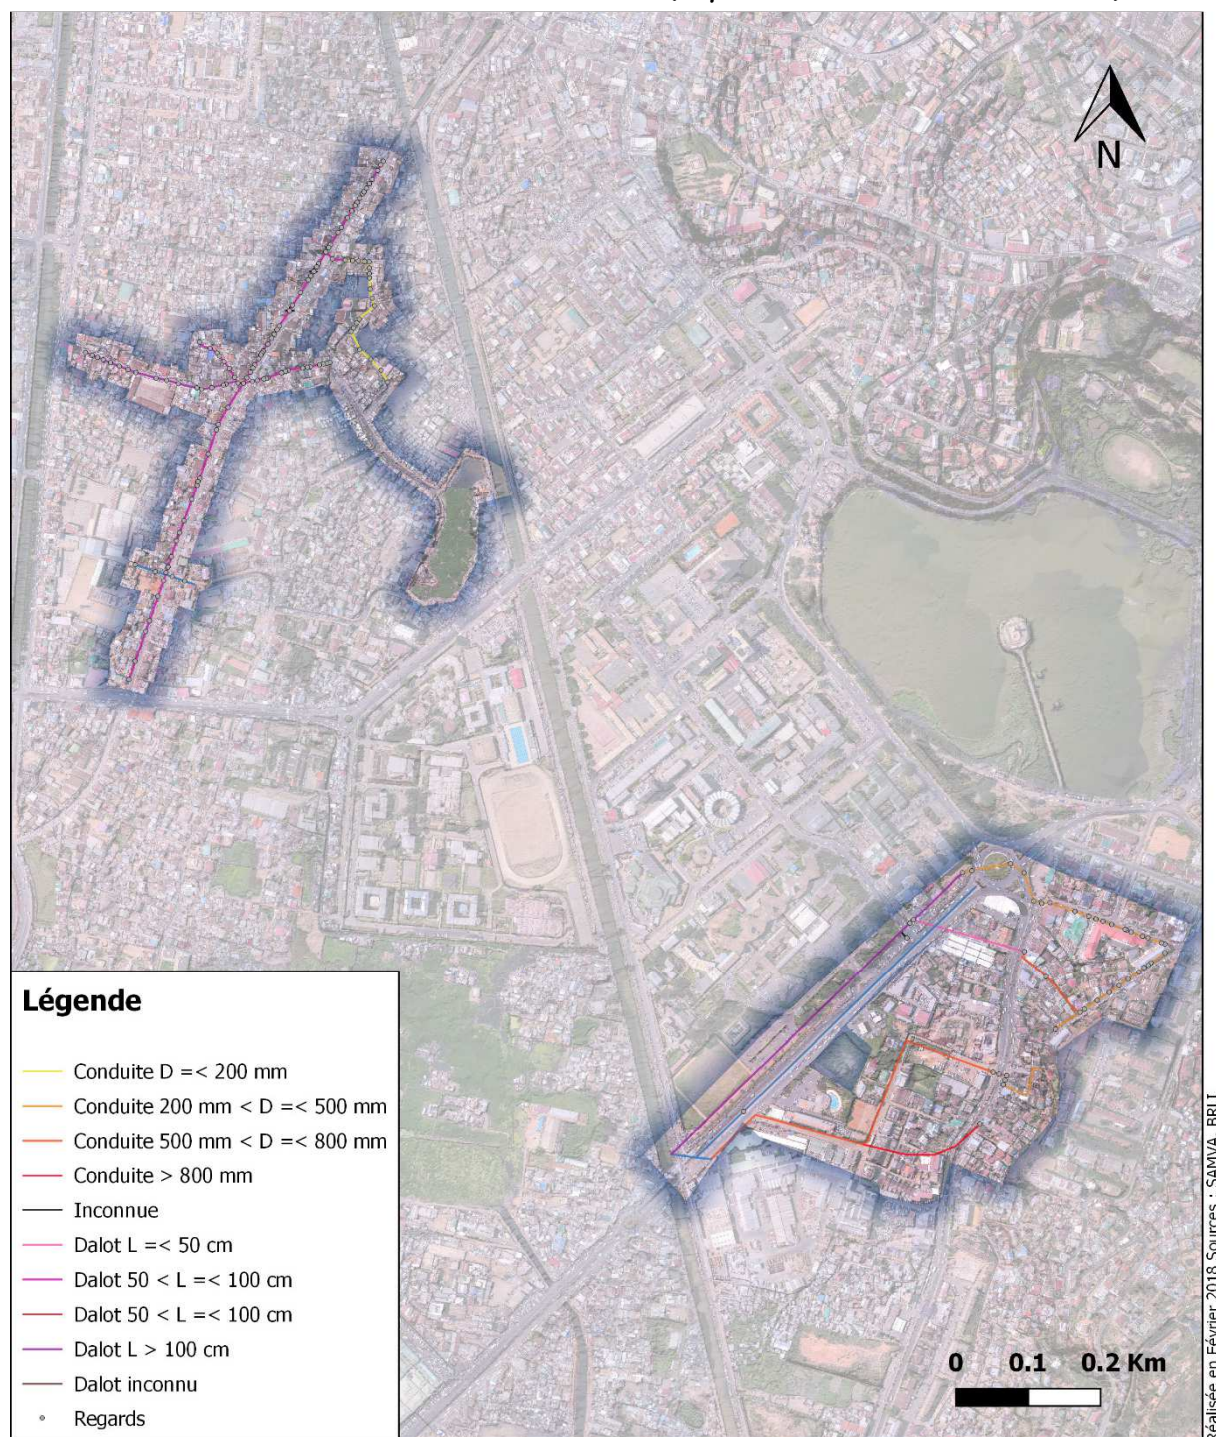 N
Légende
Conduite D =< 200 mm
Conduite 200 mm < D =< 500 mm
Conduite 500 mm < D =< 800 mm
Conduite > 800 mm
Inconnue
Dalot L =< 50 cm
Dalot 50 < L =< 100 cm
Dalot 50 < L =< 100 cm
Dalot L > 100 cm
Dalot inconnu
Regards
0 0.1 0.2 Km
Réalisée en Février 2018 Sources : SAMVA, BRLI